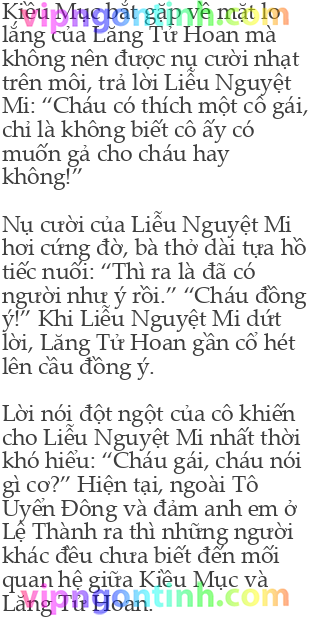 Kiều Mục bắt gặp vẻ mặt lo
lắng của Lăng Tử Hoan mà
không nên được nụ cười nhạt
trên môi, trả lời Liễu Nguyệt
Mi: “Cháu có thích một cô gái,
chỉ là không biết cô ấy có
muốn gả cho cháu hay
không!”
Nụ cười của Liễu Nguyệt Mi
hơi cứng đờ, bà thở dài tựa hồ
tiếc nuối: “Thì ra là đã có
người như ý rồi.” “Cháu đồng
ý!” Khi Liễu Nguyệt Mi dứt
lời, Lăng Tử Hoan gần cổ hét
lên cầu đồng ý.
Lời nói đột ngột của cô khiến
cho Liễu Nguyệt Mi nhất thời
khó hiểu: “Cháu gái, cháu nói
gì cơ?” Hiện tại, ngoài Tô
Uyển Đông và đám anh em ở
Lệ Thành ra thì những người
khác đều chưa biết đến mối
quan hệ giữa Kiều Mục và
Lăng Tử Hoan.
vipngontinh.com
vipngontinh.com